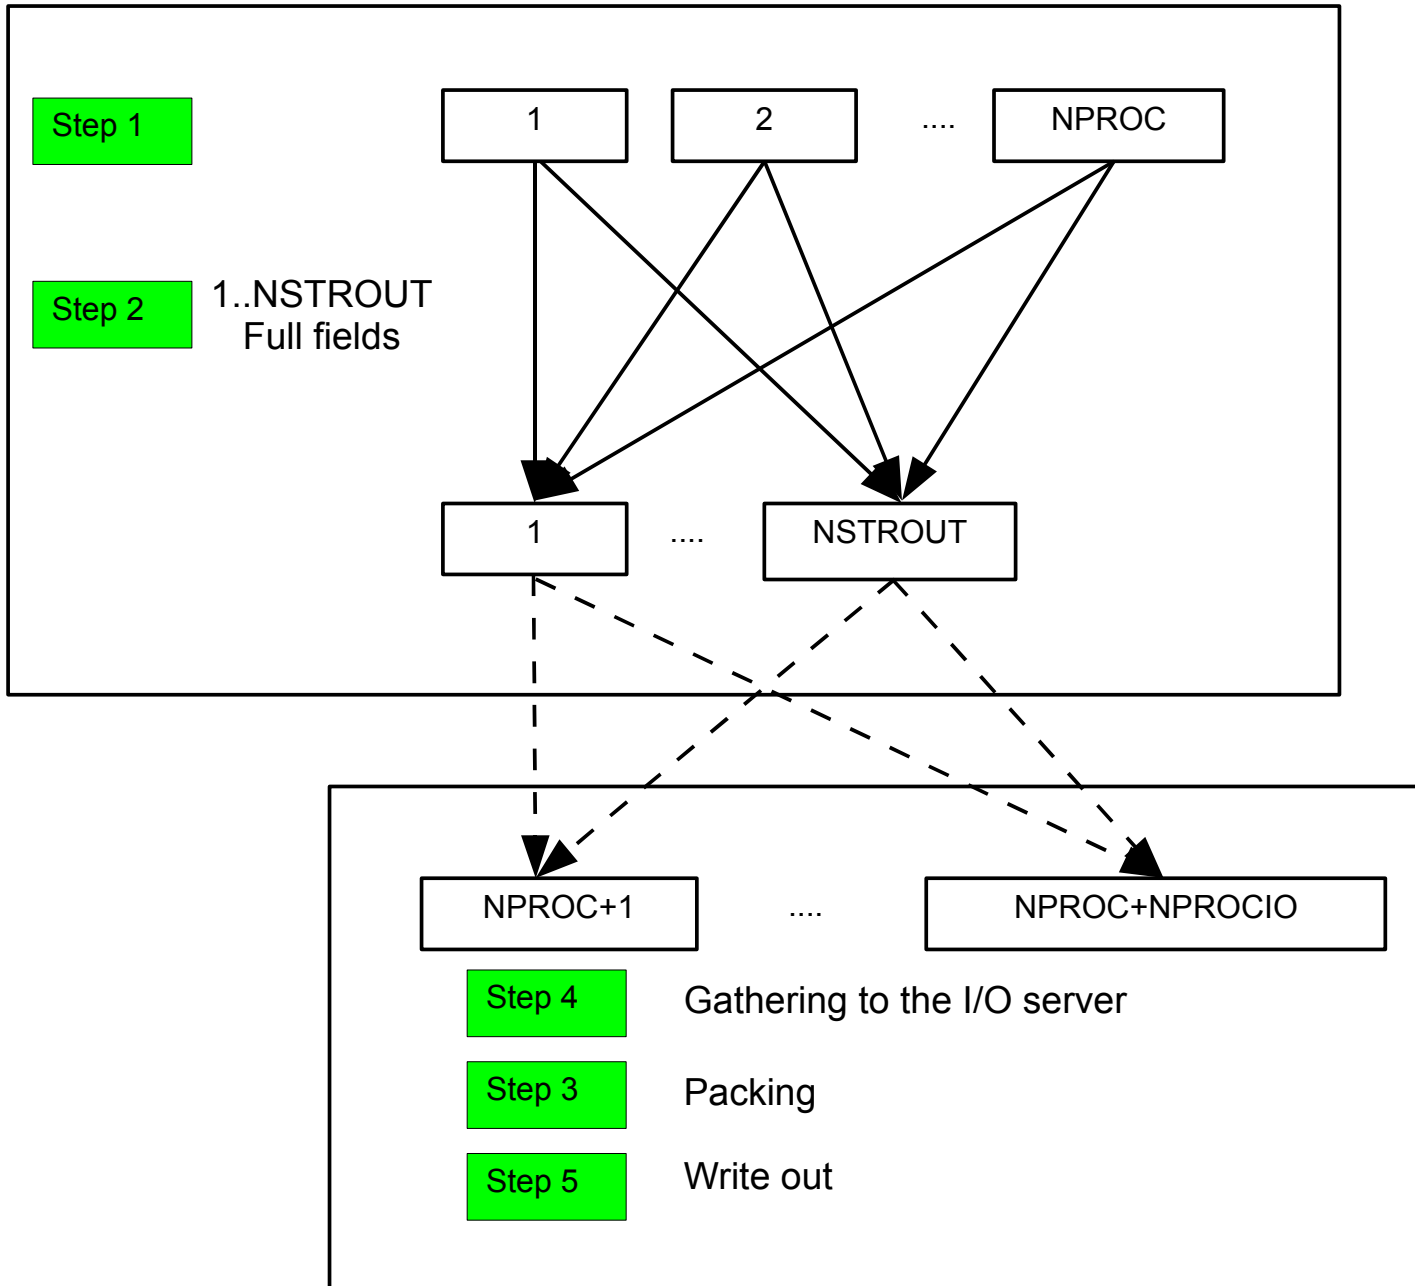 Step 1
1
2
....
NPROC
Step 2
1..NSTROUT
Full fields
1
....
NSTROUT
NPROC+1
....
NPROC+NPROCIO
Step 4
Gathering to the I/O server
Step 3
Packing
Step 5
Write out